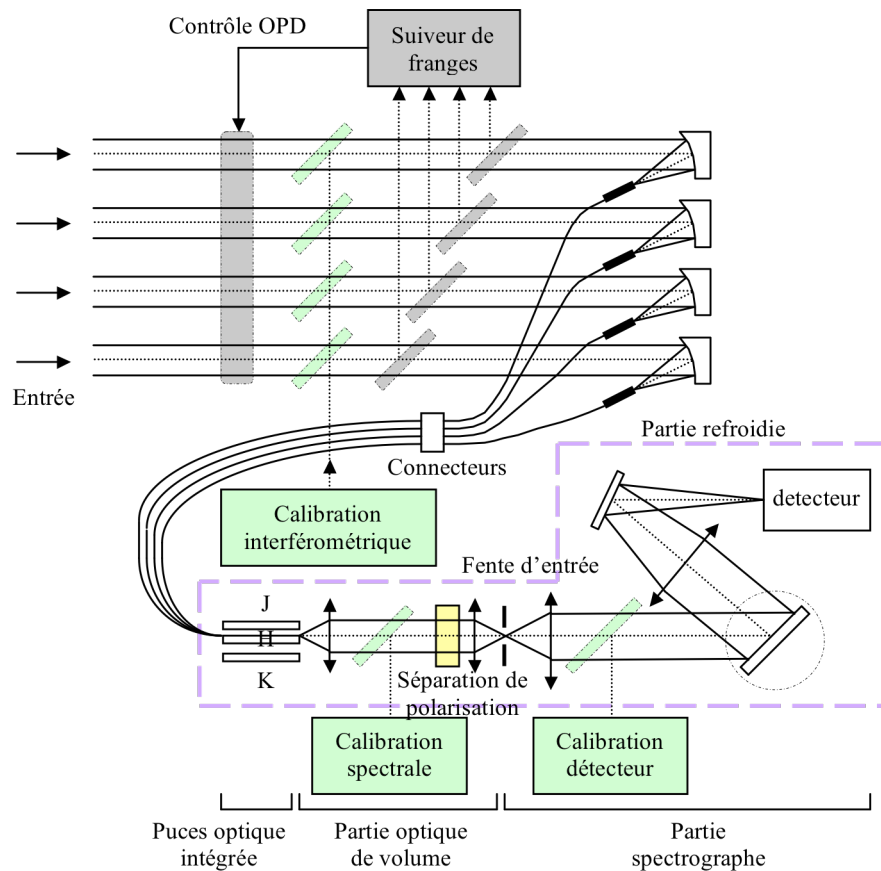 Contrôle OPD
Suiveur de
franges
Entrée
Connecteurs
Partie refroidie
detecteur
Calibration
interférométrique
Fente d'entrée
J
H
K
Séparation de
polarisation
Calibration
spectrale
Calibration
détecteur
Puces optique
intégrée
Partie optique
de volume
Partie
spectrographe